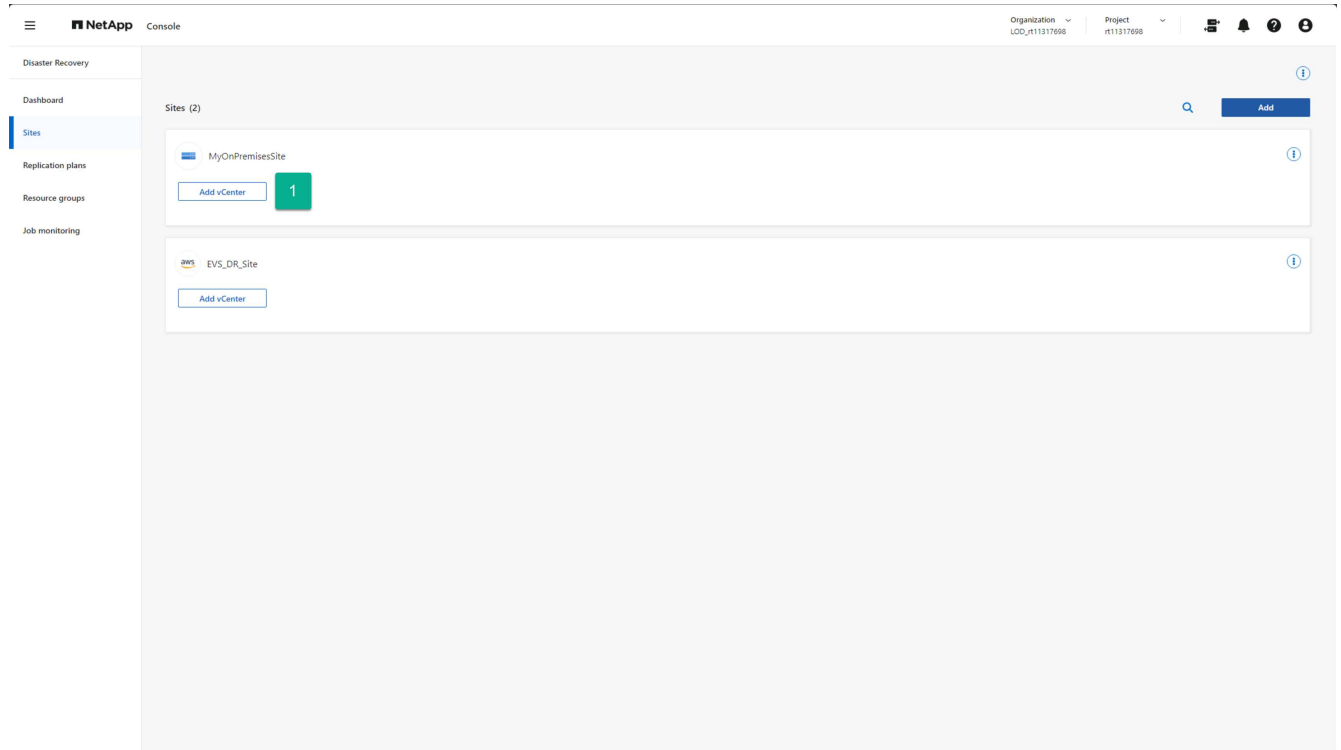 NetApp Console
Organization
LOD_rt11317698
Project
rt11317698
Disaster Recovery
Dashboard
Sites
Replication plans
Resource groups
Job monitoring
Sites (2)
Add
MyOnPremisesSite
Add vCenter
1
aws
EVS_DR_Site
Add vCenter